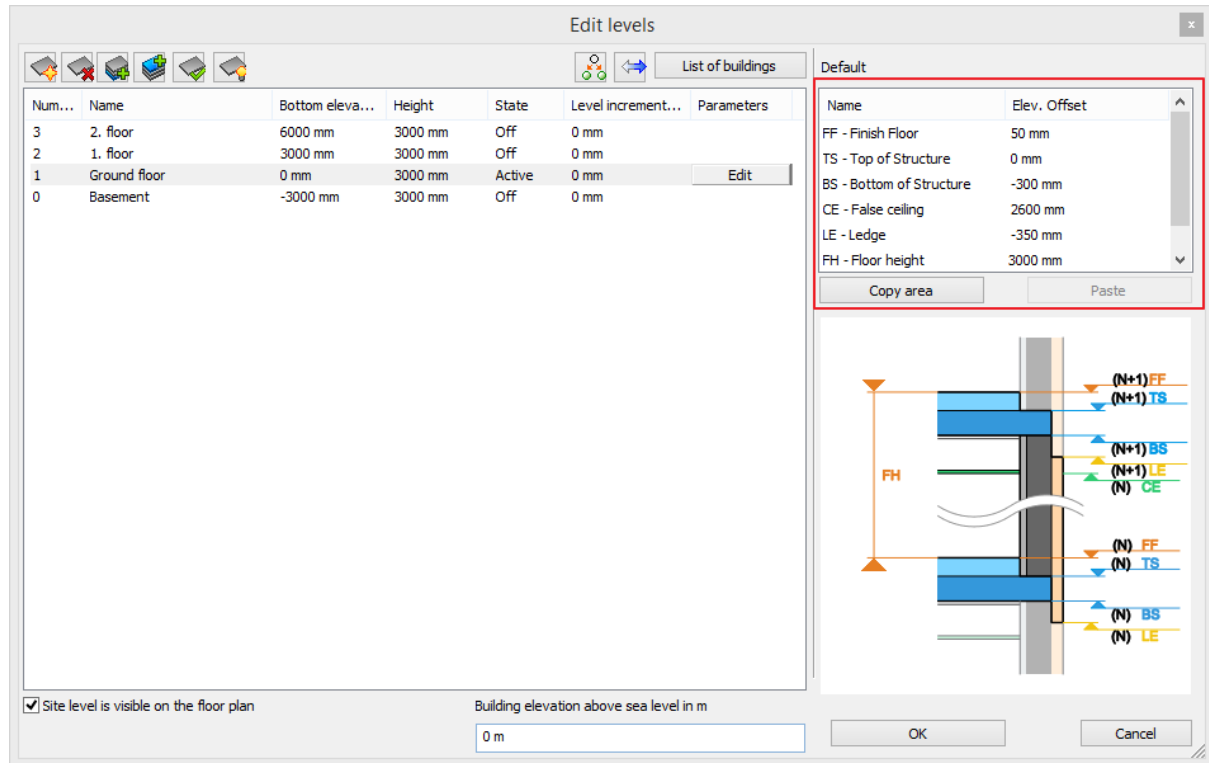 Edit levels
x
List of buildings
Default
Num... Name Bottom eleva... Height State Level increment... Parameters
3 2. floor 6000 mm 3000 mm Off 0 mm
2 1. floor 3000 mm 3000 mm Off 0 mm
1 Ground floor 0 mm 3000 mm Active 0 mm Edit
0 Basement -3000 mm 3000 mm Off 0 mm
Name Elev. Offset
FF - Finish Floor 50 mm
TS - Top of Structure 0 mm
BS - Bottom of Structure -300 mm
CE - False ceiling 2600 mm
LE - Ledge -350 mm
FH - Floor height 3000 mm
Copy area Paste
(N+1) FF
(N+1) TS
(N+1) BS
(N+1) LE
FH
(N) CE
(N) FF
(N) TS
(N) BS
(N) LE
Site level is visible on the floor plan
Building elevation above sea level in m
0 m
OK Cancel